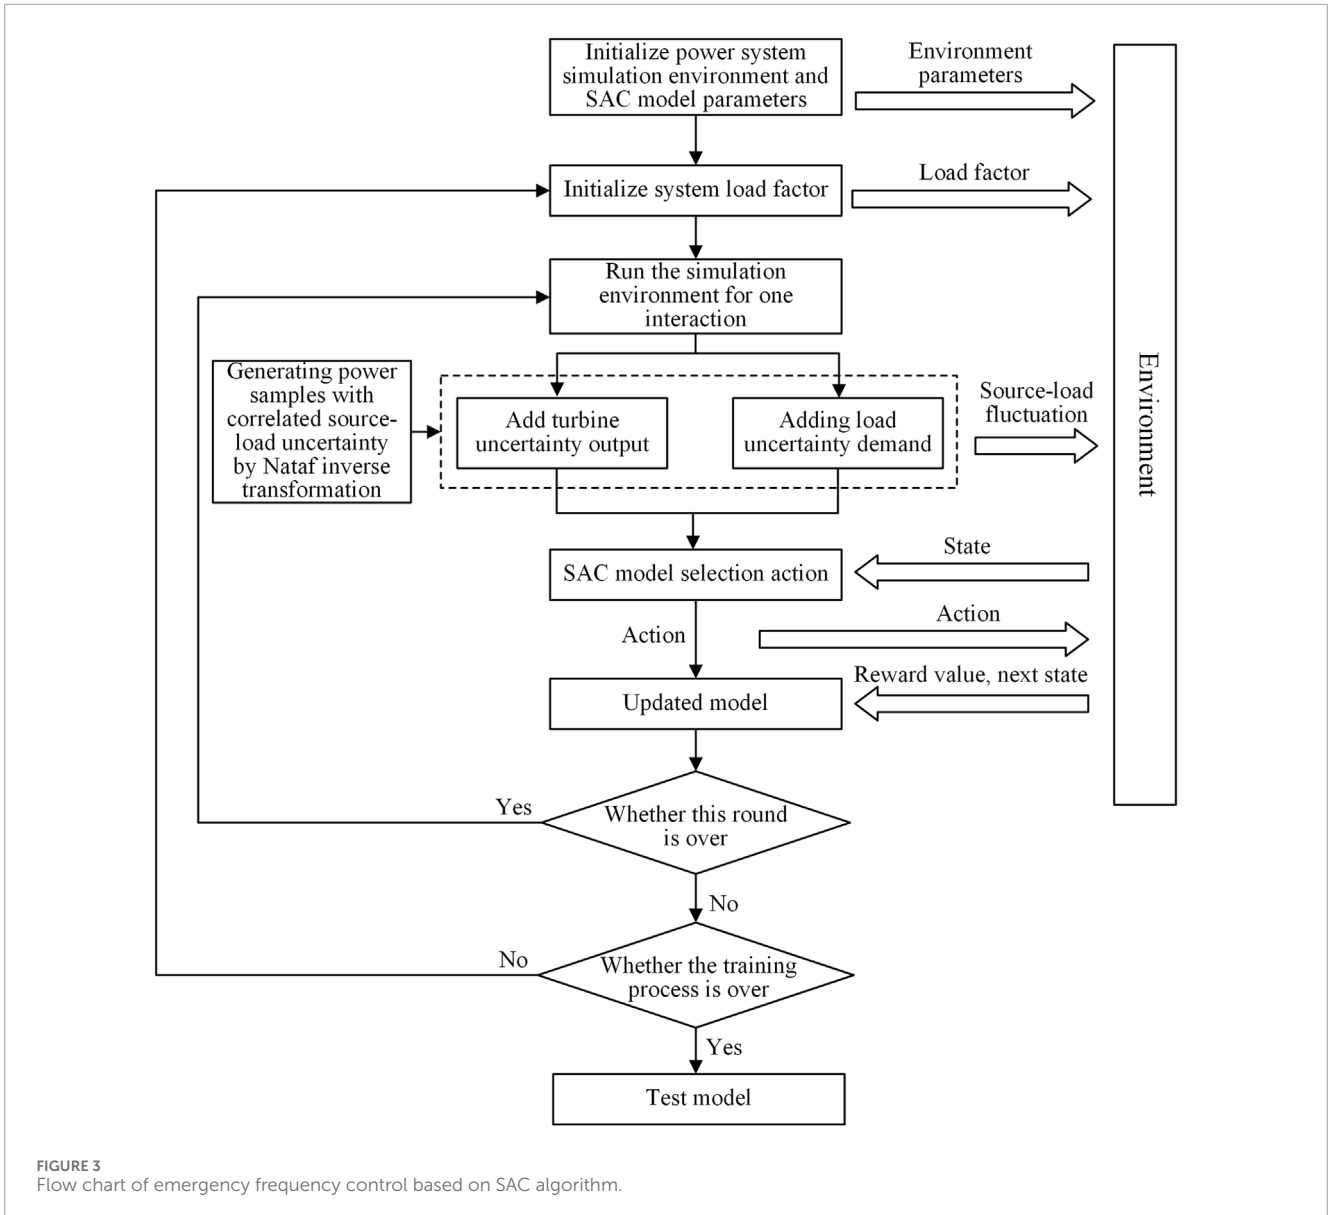 Initialize power system
simulation environment and
SAC model parameters
Environment
parameters
Initialize system load factor
Load factor
Run the simulation
environment for one
interaction
Generating power
samples with
correlated source-
load uncertainty
by Nataf inverse
transformation
Add turbine
uncertainty output
Adding load
uncertainty demand
Source-load
fluctuation
Environment
SAC model selection action
State
Action
Action
Updated model
Reward value, next state
Whether this round
is over
Yes
No
Whether the training
process is over
No
Yes
Test model
FIGURE 3
Flow chart of emergency frequency control based on SAC algorithm.